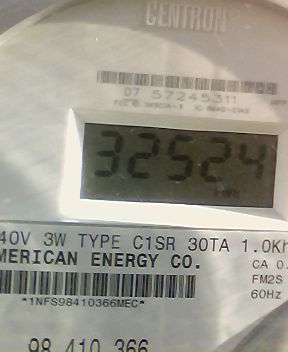 CENTRON
07 57245311
32524
kWh
40V 3W TYPE C1SR 30TA 1.0Kh
MERICAN ENERGY CO.
CA 0.
FM2S
*1NFS98410366MEC*
60Hz
98 410 366